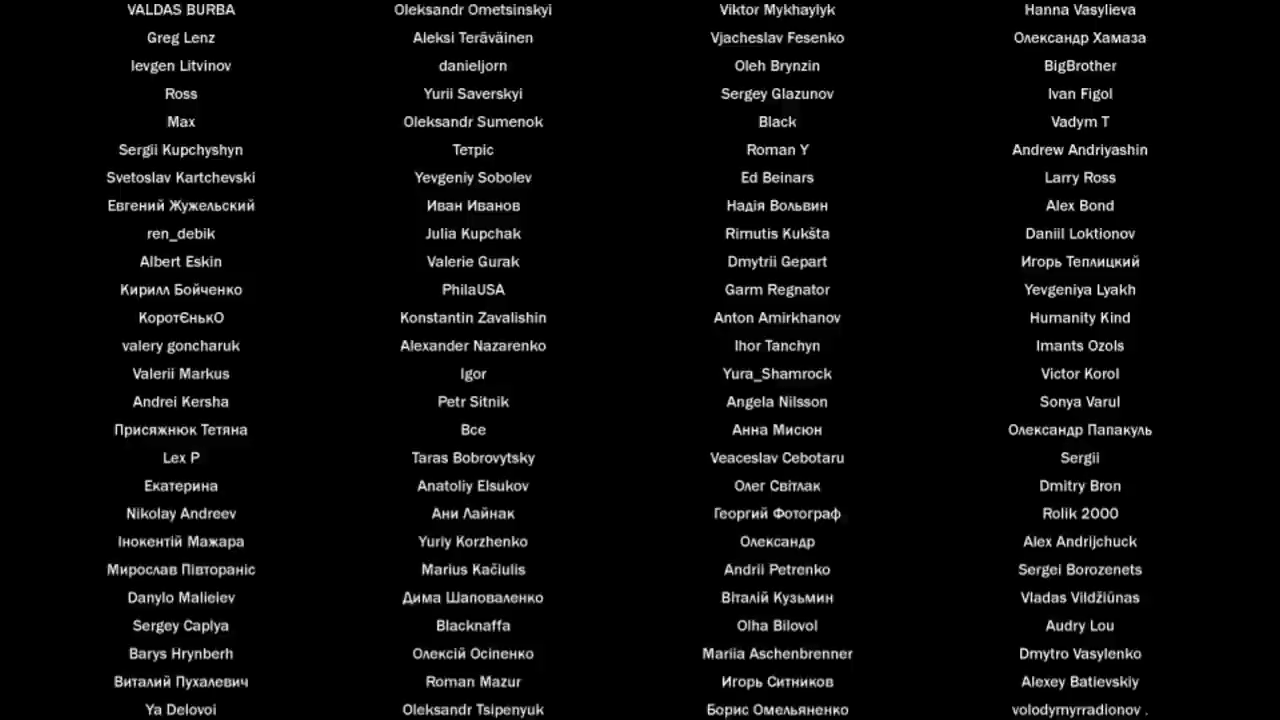 VALDAS BURBA
Greg Lenz
Ievgen Litvinov
Ross
Max
Sergii Kupchyshyn
Svetoslav Kartchevski
Евгений Жужельский
ren_debik
Albert Eskin
Кирилл Бойченко
КоротЄнькО
valery goncharuk
Valerii Markus
Andrei Kersha
Присяжнюк Тетяна
Lex P
Екатерина
Nikolay Andreev
Інокентій Мажара
Мирослав Півтораніс
Danylo Malieiev
Sergey Caplya
Barys Hrynberh
Виталий Пухалевич
Ya Delovoi
Oleksandr Ometsinskyi
Aleksi Teräväinen
danieljorn
Yurii Saverskyi
Oleksandr Sumenok
Тетріс
Yevgeniy Sobolev
Иван Иванов
Julia Kupchak
Valerie Gurak
PhilaUSA
Konstantin Zavalishin
Alexander Nazarenko
Igor
Petr Sitnik
Все
Taras Bobrovytsky
Anatoliy Elsukov
Ани Лайнак
Yuriy Korzhenko
Marius Kačiulis
Дима Шаповаленко
Blacknaffa
Олексій Осіпенко
Roman Mazur
Oleksandr Tsipenyuk
Viktor Mykhaylyk
Vjacheslav Fesenko
Oleh Brynzin
Sergey Glazunov
Black
Roman Y
Ed Beinars
Надія Вольвин
Rimutis Kukšta
Dmytrii Gepart
Garm Regnator
Anton Amirkhanov
Ihor Tanchyn
Yura_Shamrock
Angela Nilsson
Анна Мисюн
Veaceslav Cebotaru
Олег Світлак
Георгий Фотограф
Олександр
Andrii Petrenko
Віталій Кузьмин
Olha Bilovol
Mariia Aschenbrenner
Игорь Ситников
Борис Омельяненко
Hanna Vasylieva
Олександр Хамаза
BigBrother
Ivan Figol
Vadym T
Andrew Andriyashin
Larry Ross
Alex Bond
Daniil Loktionov
Игорь Теплицкий
Yevgeniya Lyakh
Humanity Kind
Imants Ozols
Victor Korol
Sonya Varul
Олександр Папакуль
Sergii
Dmitry Bron
Rolik 2000
Alex Andrijchuck
Sergei Borozenets
Vladas Vildžiūnas
Audry Lou
Dmytro Vasylenko
Alexey Batievskiy
volodymyrradionov .